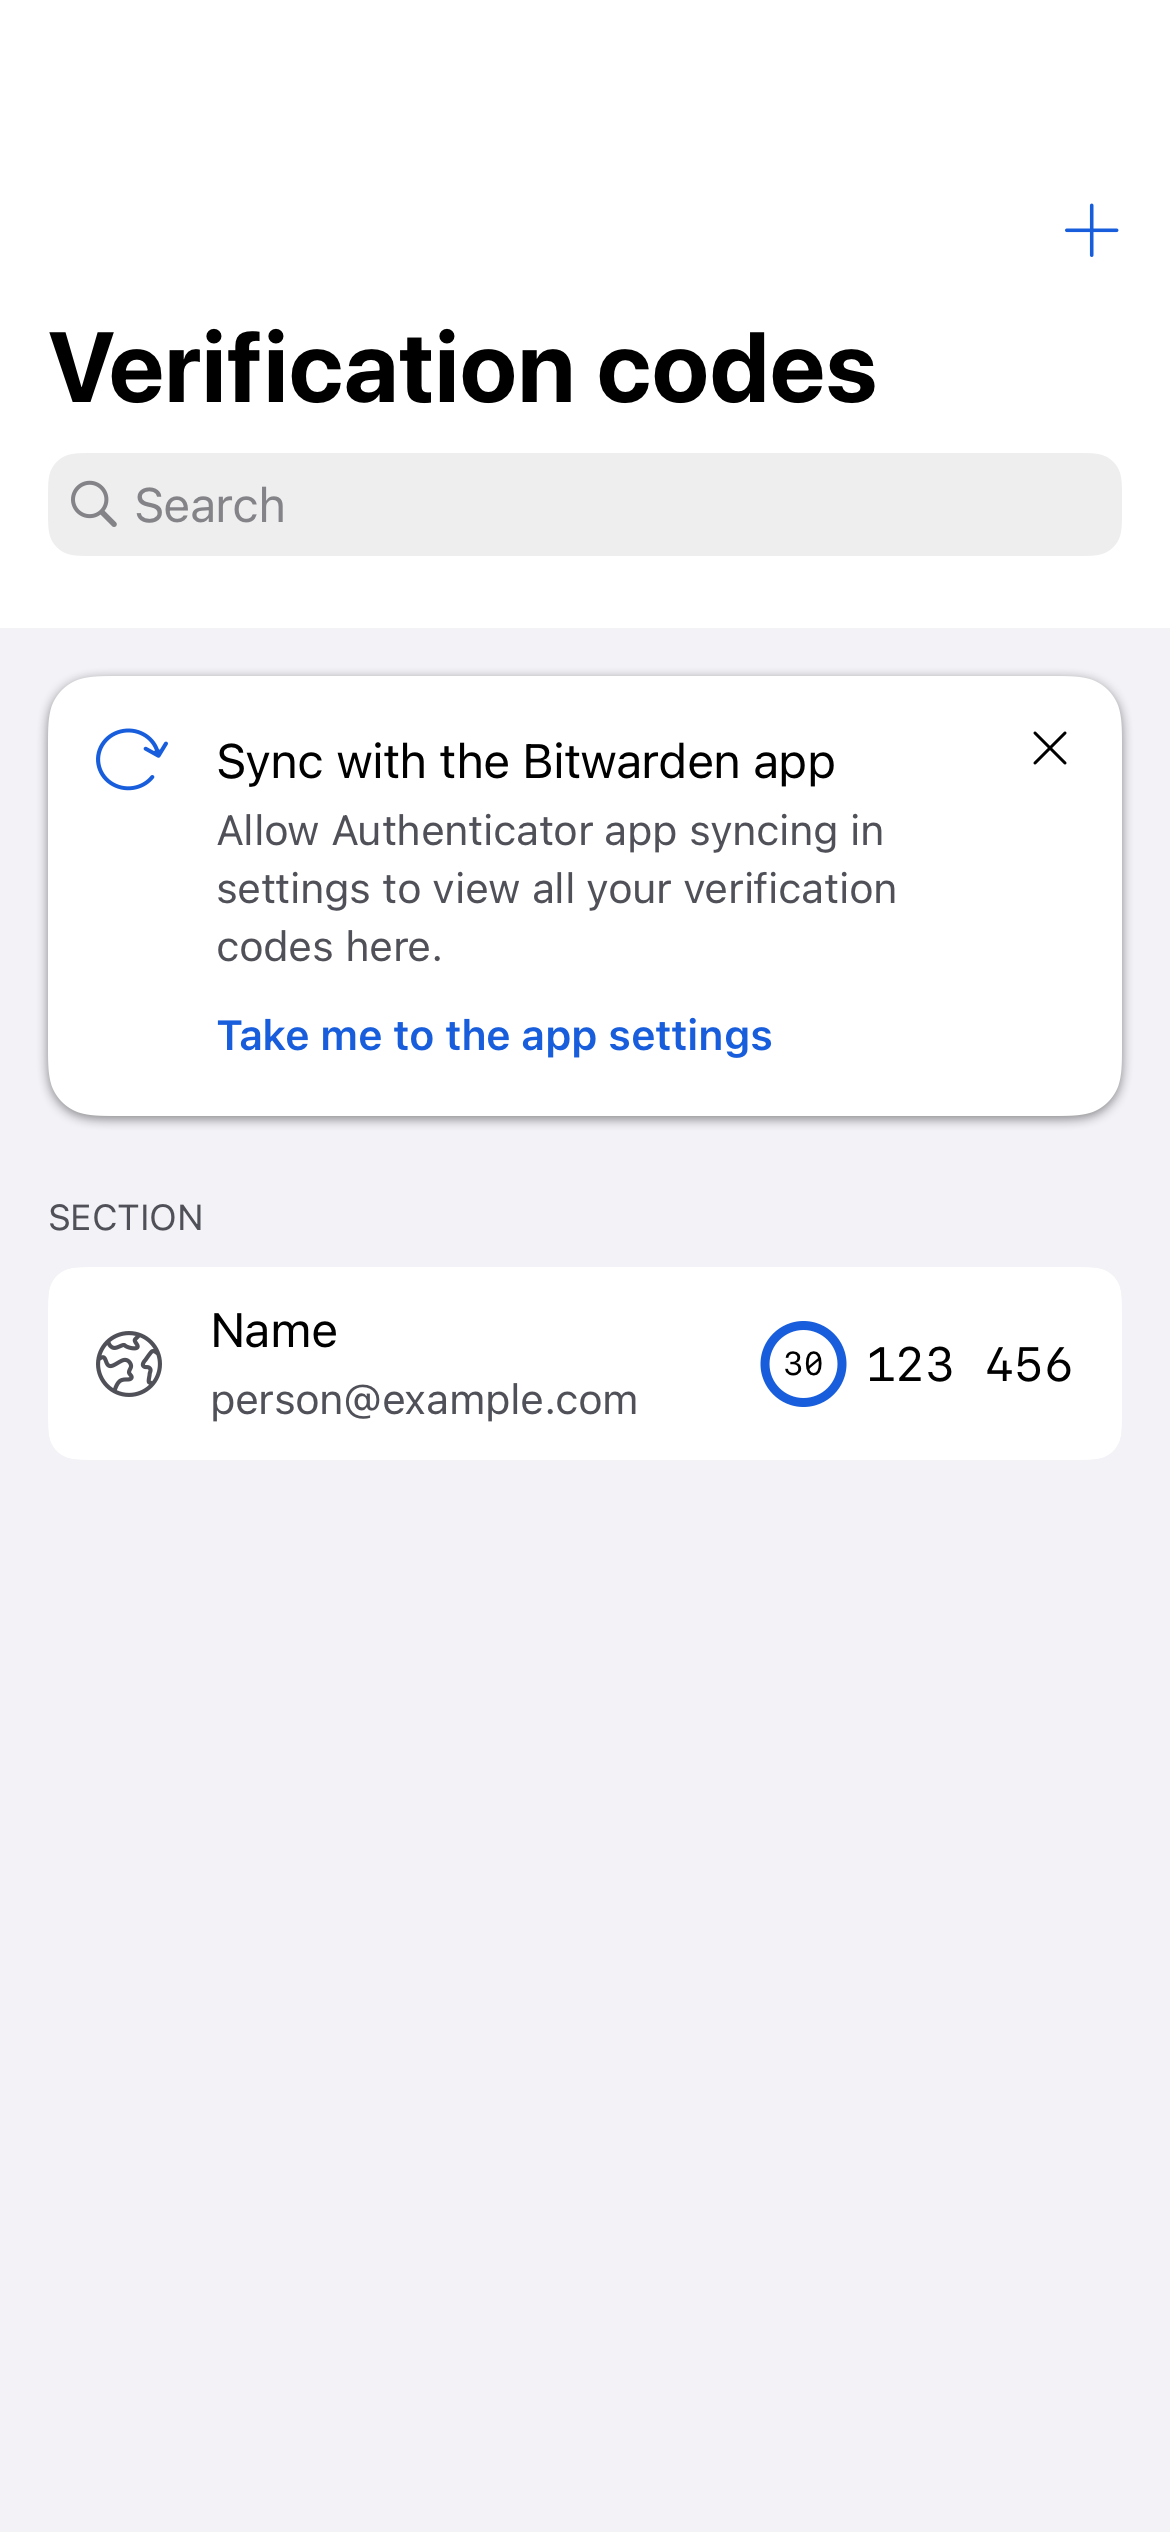 Verification codes
Search
Sync with the Bitwarden app
Allow Authenticator app syncing in
settings to view all your verification
codes here.
Take me to the app settings
SECTION
Name
person@example.com
30
123 456